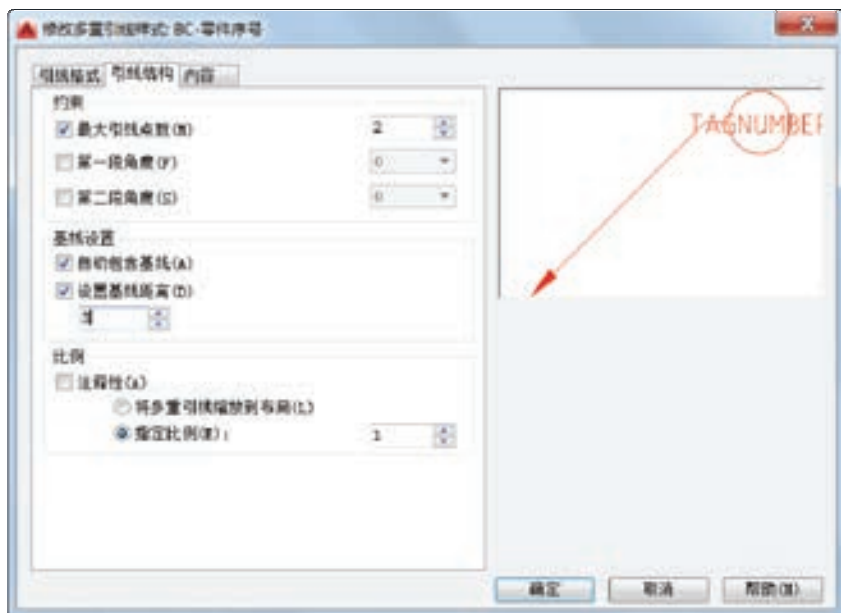 修改多重引线样式: BC-零件序号
引线格式 引线结构 内容
约束
最大引线点数(M) 2
第一段角度(F) 0
第二段角度(S) 0
基线设置
自动包含基线(A)
设置基线距离(D)
3
比例
注释性(A)
将多重引线缩放到布局(L)
指定比例(E): 1
TAGNUMBER
确定 取消 帮助(H)